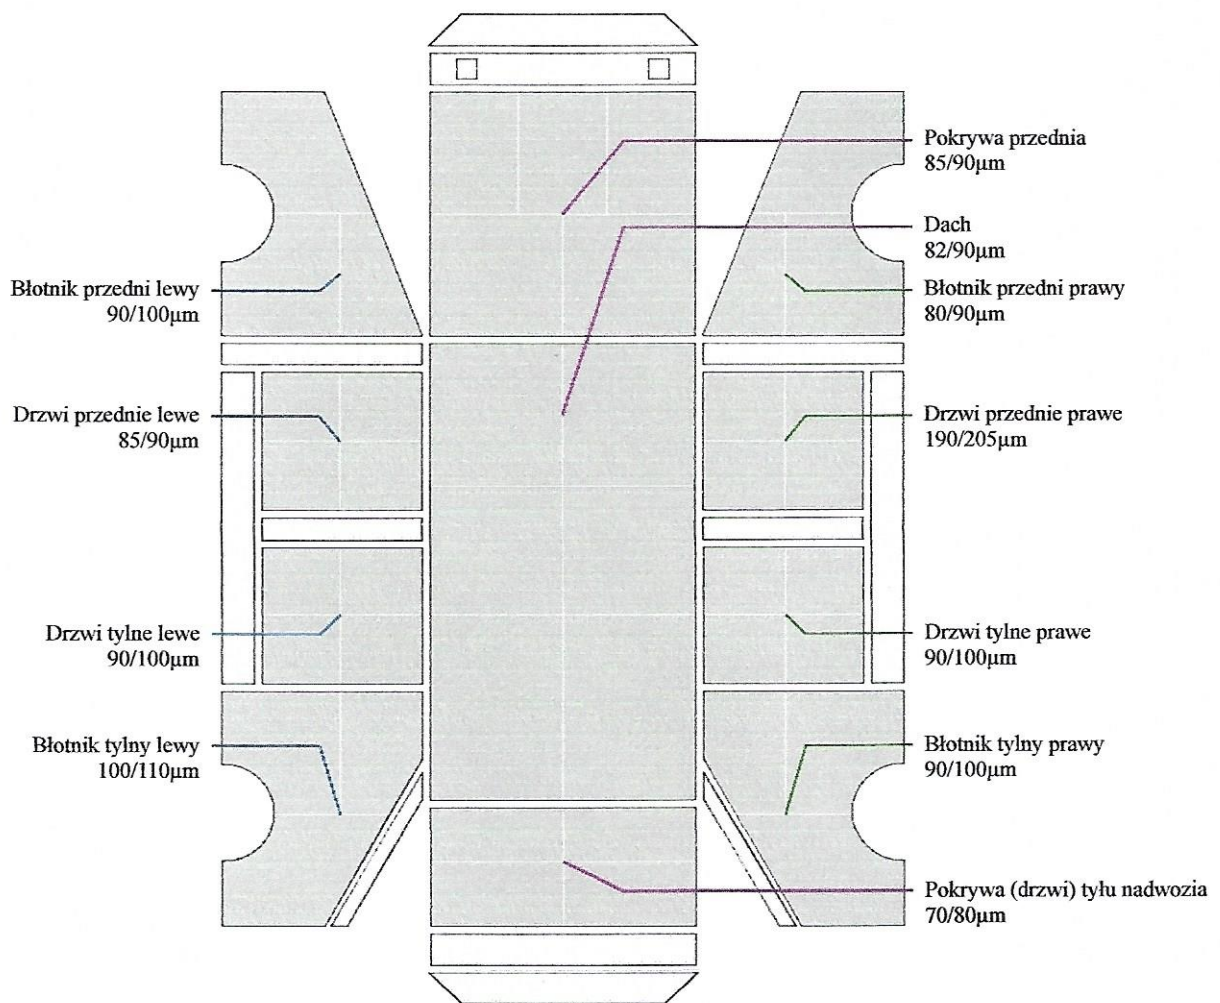 Pokrywa przednia
85/90µm
Dach
82/90µm
Błotnik przedni lewy
90/100µm
Błotnik przedni prawy
80/90µm
Drzwi przednie lewe
85/90µm
Drzwi przednie prawe
190/205µm
Drzwi tylne lewe
90/100µm
Drzwi tylne prawe
90/100µm
Błotnik tylny lewy
100/110µm
Błotnik tylny prawy
90/100µm
Pokrywa (drzwi) tyłu nadwozia
70/80µm